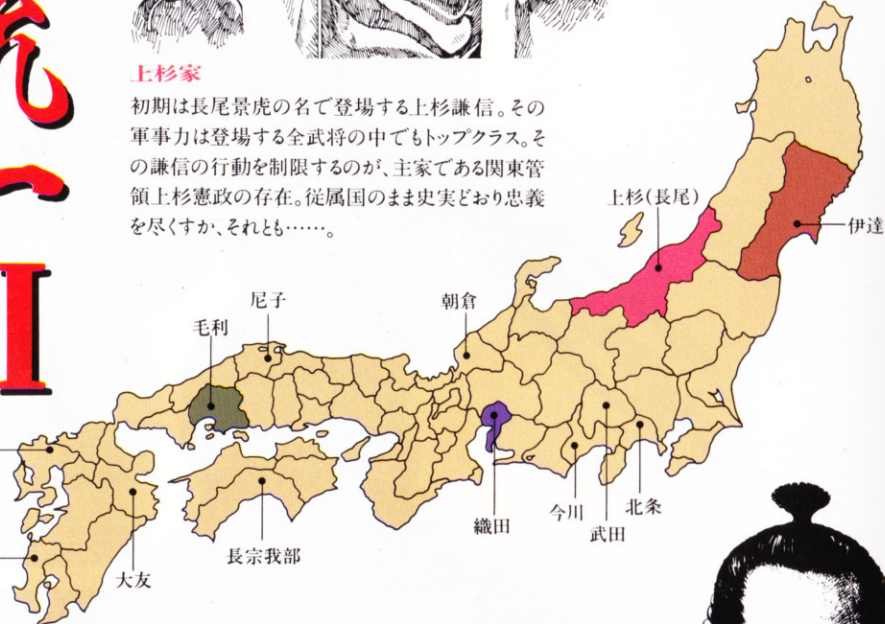 上杉家
初期は長尾景虎の名で登場する上杉謙信。その
軍事力は登場する全武将の中でもトップクラス。そ
の謙信の行動を制限するのが、主家である関東管
領上杉憲政の存在。従属国のまま史実どおり忠義
を尽くすか、それとも……。
上杉(長尾)
伊達
尼子
朝倉
毛利
織田
今川
武田
北条
長宗我部
大友